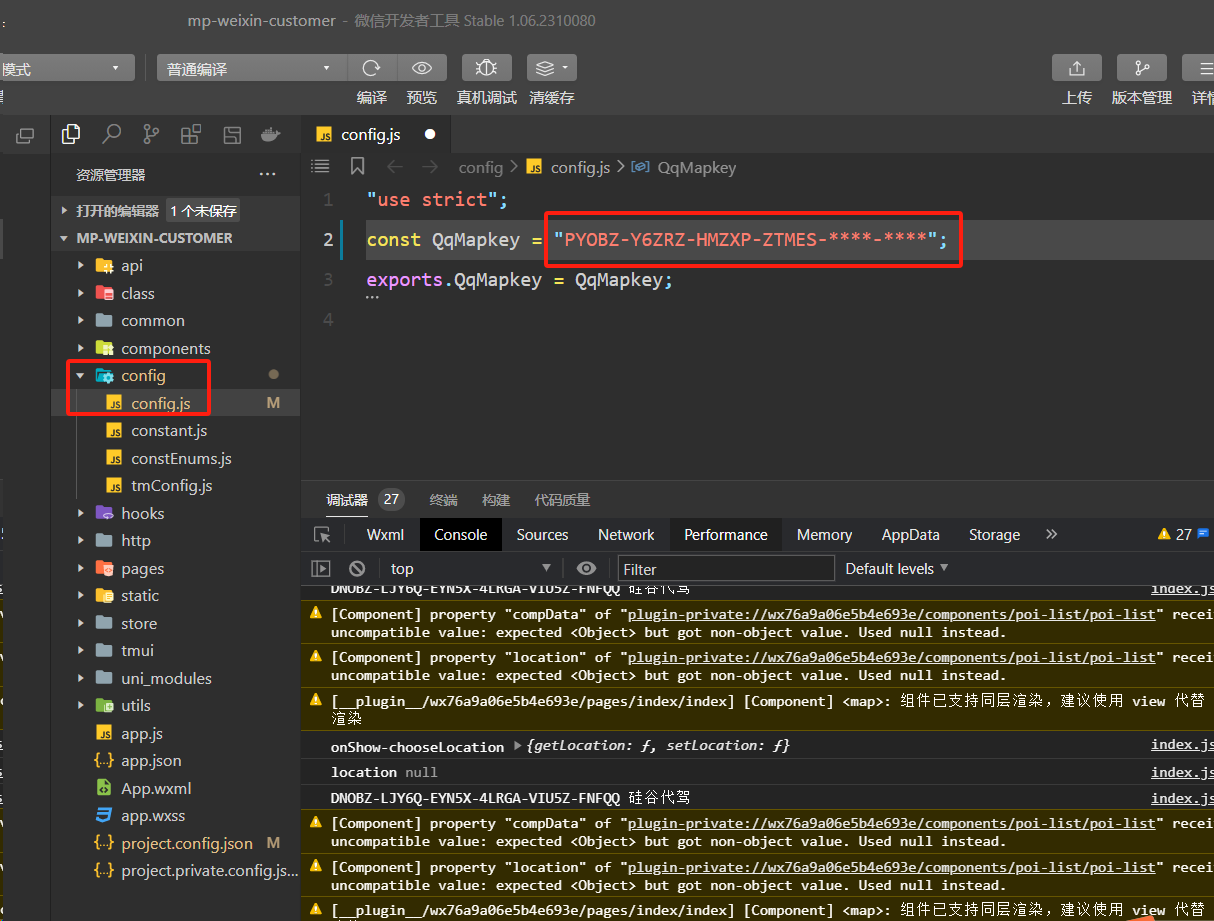 mp-weixin-customer - 微信开发者工具 Stable 1.06.2310080
模式 普通编译
编译 预览 真机调试 清缓存 上传 版本管理 详情
JS config.js
资源管理器 ...
config > JS config.js > QqMapkey
打开的编辑器 1 个未保存
MP-WEIXIN-CUSTOMER
api
class
common
components
config
JS config.js M
JS constant.js
JS constEnums.js
JS tmConfig.js
hooks
http
pages
static
store
tmui
uni_modules
utils
JS app.js
{..} app.json
App.wxml
app.wxss
{..} project.config.json M
{..} project.private.config.js...
1 "use strict";
2 const QqMapkey = "PYOBZ-Y6ZRZ-HMZXP-ZTMES-****-****";
3 exports.QqMapkey = QqMapkey;
4
调试器 27 终端 构建 代码质量
Wxml Console Sources Network Performance Memory AppData Storage » 27
top Filter Default levels
DNOBZ-LJY6Q-EYN5X-4LRGA-VIU5Z-FNFQQ 硅谷代驾 index.js
[Component] property "compData" of "plugin-private://wx76a9a06e5b4e693e/components/poi-list/poi-list" recei
uncompatible value: expected <Object> but got non-object value. Used null instead.
[Component] property "location" of "plugin-private://wx76a9a06e5b4e693e/components/poi-list/poi-list" recei
uncompatible value: expected <Object> but got non-object value. Used null instead.
[__plugin__/wx76a9a06e5b4e693e/pages/index/index] [Component] <map>: 组件已支持同层渲染，建议使用 view 代替
渲染
onShow-chooseLocation {getLocation: ƒ, setLocation: ƒ} index.js
location null index.js
DNOBZ-LJY6Q-EYN5X-4LRGA-VIU5Z-FNFQQ 硅谷代驾 index.js
[Component] property "compData" of "plugin-private://wx76a9a06e5b4e693e/components/poi-list/poi-list" recei
uncompatible value: expected <Object> but got non-object value. Used null instead.
[Component] property "location" of "plugin-private://wx76a9a06e5b4e693e/components/poi-list/poi-list" recei
uncompatible value: expected <Object> but got non-object value. Used null instead.
[__plugin__/wx76a9a06e5b4e693e/pages/index/index] [Component] <map>: 组件已支持同层渲染，建议使用 view 代替